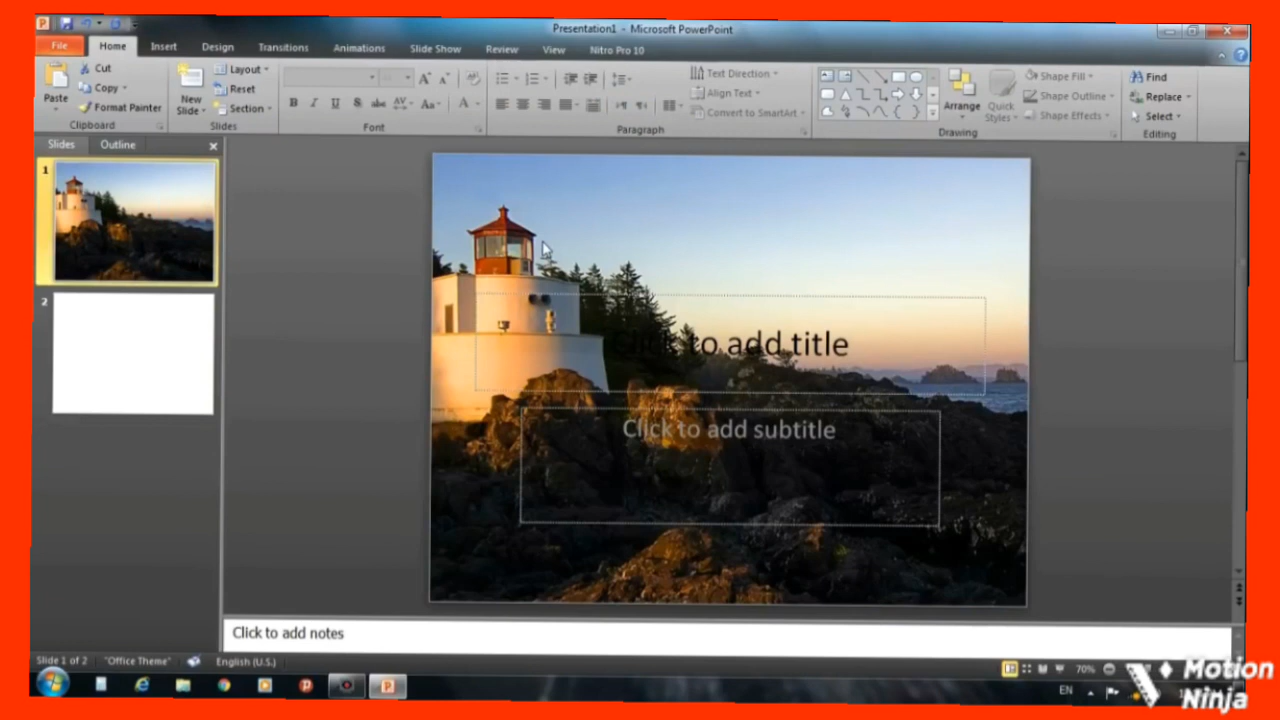 Presentation1 - Microsoft PowerPoint
File Home Insert Design Transitions Animations Slide Show Review View Nitro Pro 10
Cut
Copy
Format Painter
Paste
Clipboard
New
Slide
Layout
Reset
Section
Slides
Font
Text Direction
Align Text
Convert to SmartArt
Paragraph
Arrange
Quick
Styles
Shape Fill
Shape Outline
Shape Effects
Drawing
Find
Replace
Select
Editing
Slides Outline
1
2
Click to add title
Click to add subtitle
Click to add notes
Slide 1 of 2 "Office Theme" English (U.S.) 70%
EN
Motion
Ninja